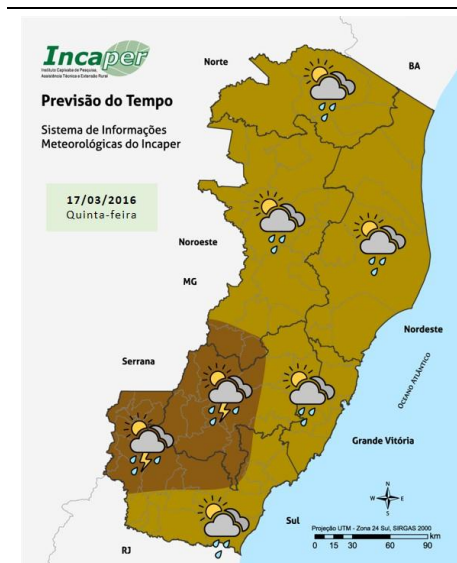 Incaper
Instituto Capixaba de Pesquisa,
Assistência Técnica e Extensão Rural
Previsão do Tempo
Sistema de Informações
Meteorológicas do Incaper
17/03/2016
Quinta-feira
Norte
BA
Noroeste
MG
Nordeste
Serrana
OCEANO ATLÂNTICO
Grande Vitória
N
W E
S
Sul
RJ
Projeção UTM - Zona 24 Sul, SIRGAS 2000
km
0 15 30 60 90